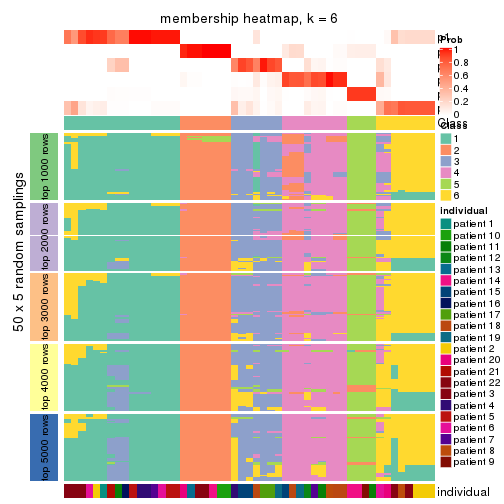 membership heatmap, k = 6
Prob
1
0.8
0.6
0.4
0.2
0
Class
Class
1
2
3
4
5
6
50 x 5 random samplings
top 1000 rows
top 2000 rows
top 3000 rows
top 4000 rows
top 5000 rows
individual
patient 1
patient 10
patient 11
patient 12
patient 13
patient 14
patient 15
patient 16
patient 17
patient 18
patient 19
patient 2
patient 20
patient 21
patient 22
patient 3
patient 4
patient 5
patient 6
patient 7
patient 8
patient 9
individual